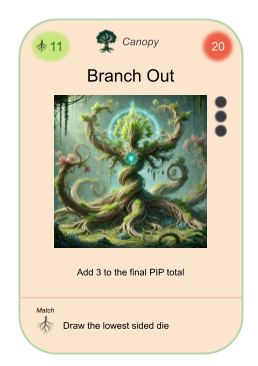 11
Canopy
20
Branch Out
Add 3 to the final PIP total
Match
Draw the lowest sided die